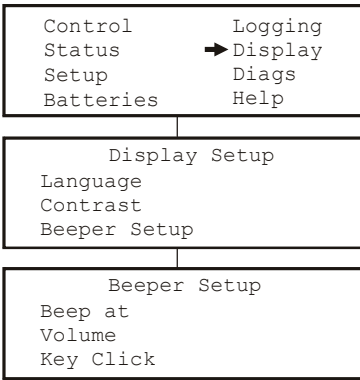 Control Logging
Status Display
Setup Diags
Batteries Help
Display Setup
Language
Contrast
Beeper Setup
Beeper Setup
Beep at
Volume
Key Click